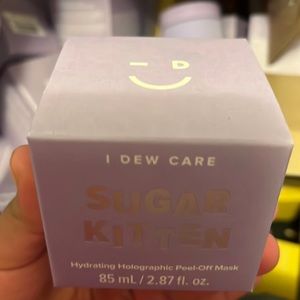 I DEW CARE
SUGAR
KITTEN
Hydrating Holographic Peel-Off Mask
85 mL / 2.87 fl. oz.